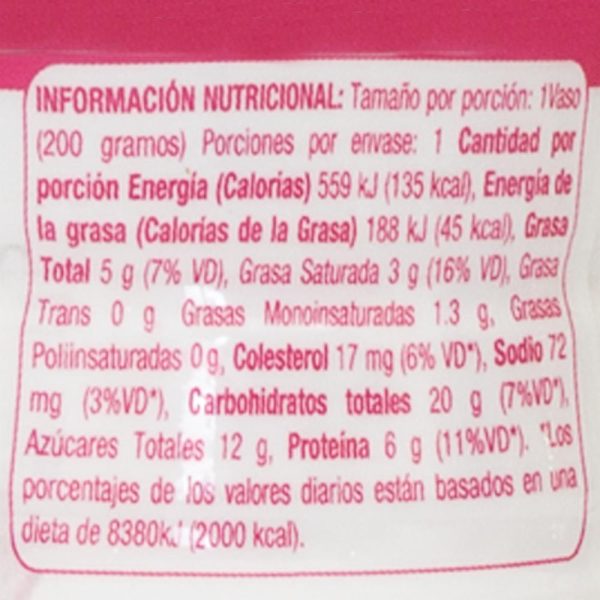 INFORMACIÓN NUTRICIONAL: Tamaño por porción: 1Vaso
(200 gramos) Porciones por envase: 1 Cantidad por
porción Energía (Calorías) 559 kJ (135 kcal), Energía de
la grasa (Calorías de la Grasa) 188 kJ (45 kcal), Grasa
Total 5 g (7% VD), Grasa Saturada 3 g (16% VD), Grasa
Trans 0 g Grasas Monoinsaturadas 1.3 g, Grasas
Poliinsaturadas 0g, Colesterol 17 mg (6% VD*), Sodio 72
mg (3%VD*), Carbohidratos totales 20 g (7%VD*),
Azúcares Totales 12 g, Proteína 6 g (11%VD*). *Los
porcentajes de los valores diarios están basados en una
dieta de 8380kJ (2000 kcal).